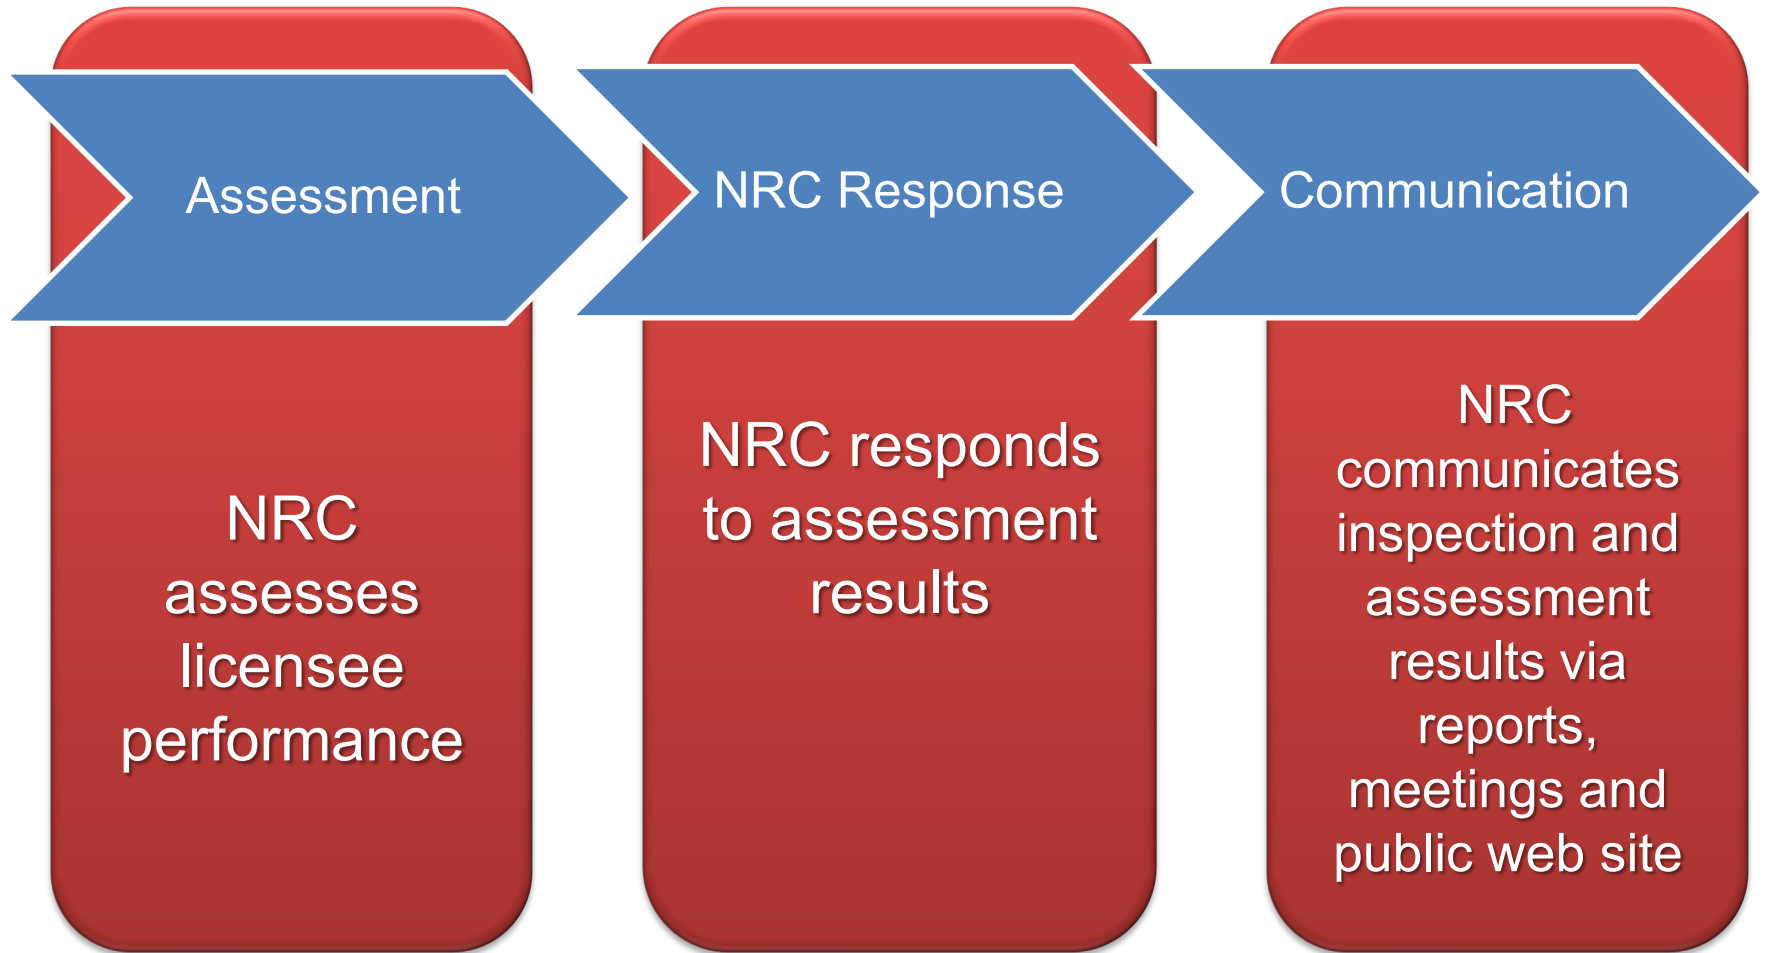 Assessment
NRC
assesses
licensee
performance
NRC Response
NRC responds
to assessment
results
Communication
NRC
communicates
inspection and
assessment
results via
reports,
meetings and
public web site